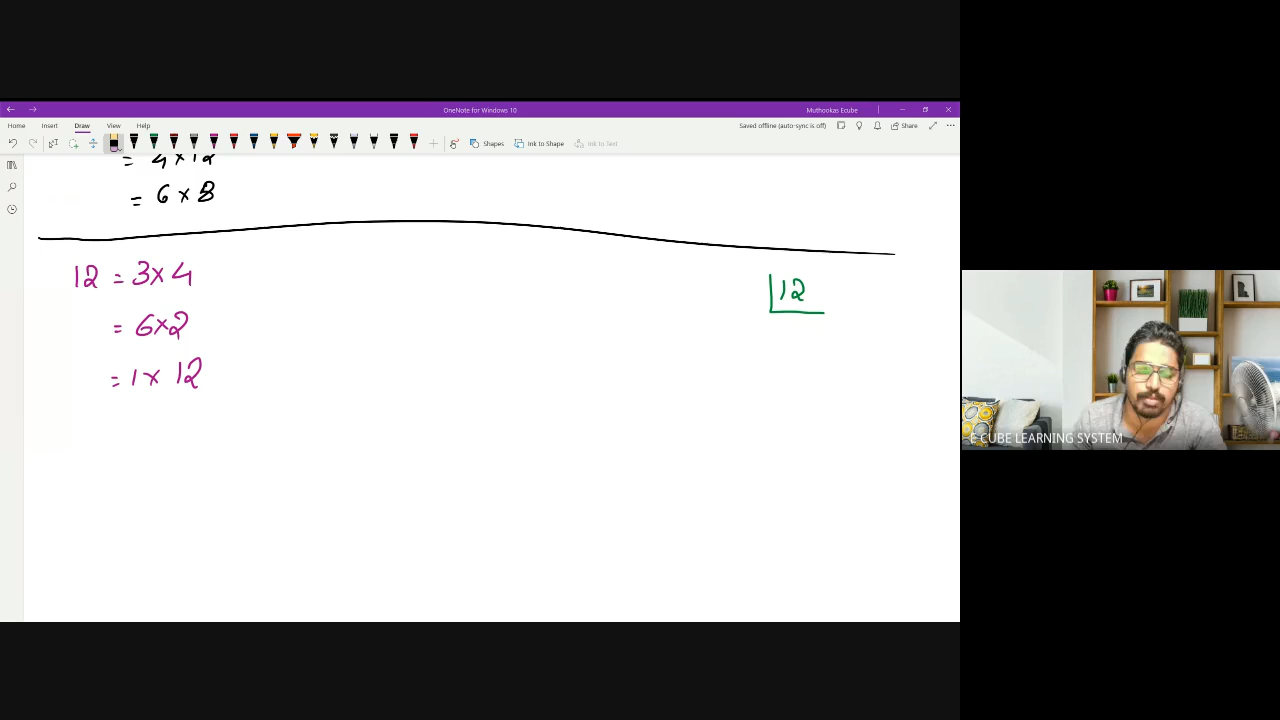 OneNote for Windows 10
Muthookas Ecube
Home Insert Draw View Help
Saved offline (auto-sync is off)
Share
Shapes
Ink to Shape
Ink to Text
= 4 x 12
= 6 x 8
12 = 3 x 4
= 6 x 2
= 1 x 12
12
E CUBE LEARNING SYSTEM